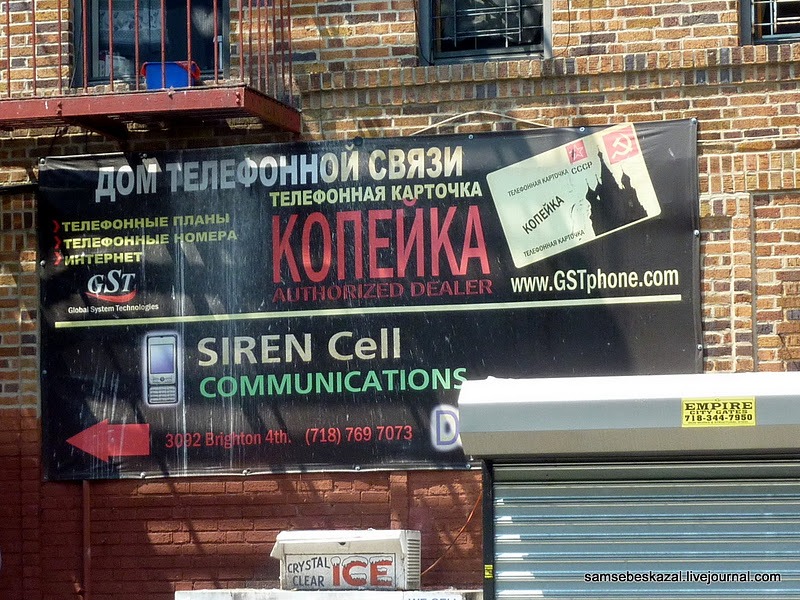 ДОМ ТЕЛЕФОННОЙ СВЯЗИ
ТЕЛЕФОННАЯ КАРТОЧКА
КОПЕЙКА
AUTHORIZED DEALER
ТЕЛЕФОННЫЕ ПЛАНЫ
ТЕЛЕФОННЫЕ НОМЕРА
ИНТЕРНЕТ
GST
Global System Technologies
ТЕЛЕФОННАЯ КАРТОЧКА
СССР
КОПЕЙКА
ТЕЛЕФОННАЯ КАРТОЧКА
www.GSTphone.com
SIREN Cell
COMMUNICATIONS
3092 Brighton 4th. (718) 769 7073
D
EMPIRE
CITY GATES
718-344-7950
CRYSTAL
CLEAR
ICE
WE SELL
samsebeskazal.livejournal.com